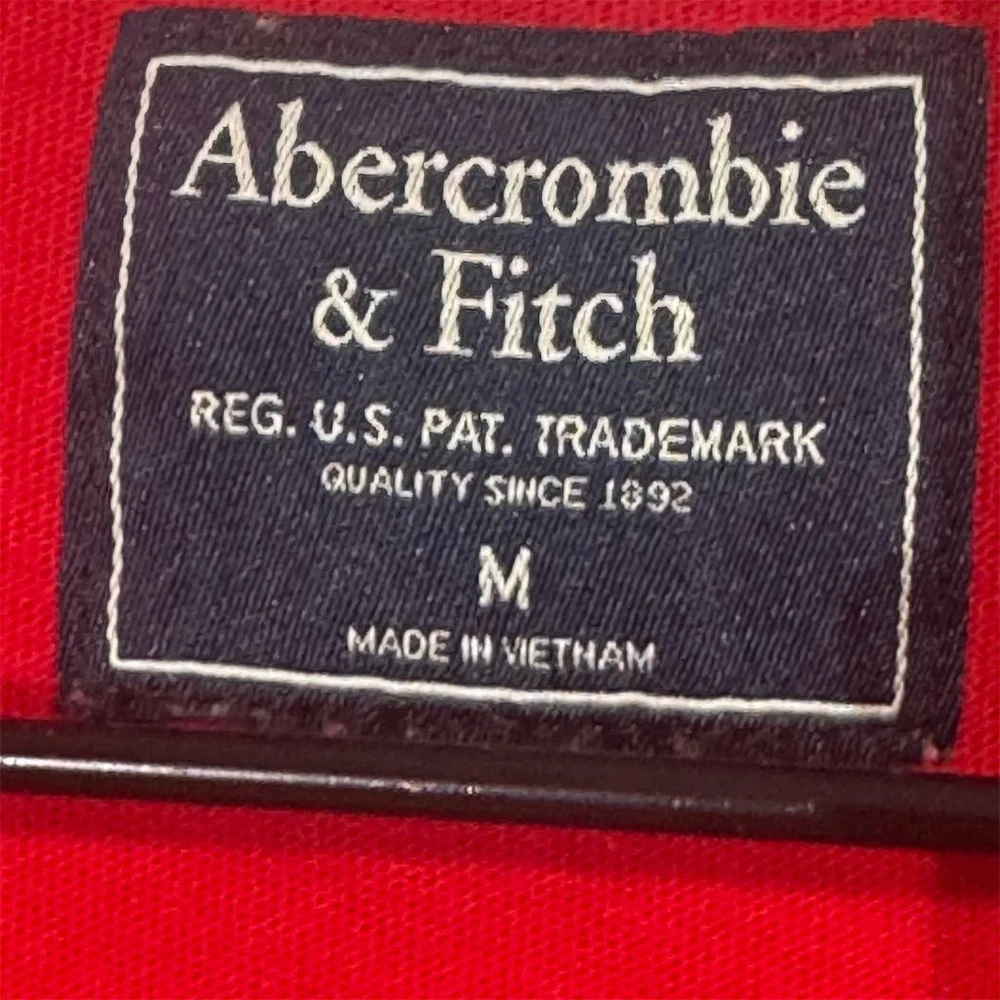 Abercrombie
& Fitch
REG. U.S. PAT. TRADEMARK
QUALITY SINCE 1892
M
MADE IN VIETNAM